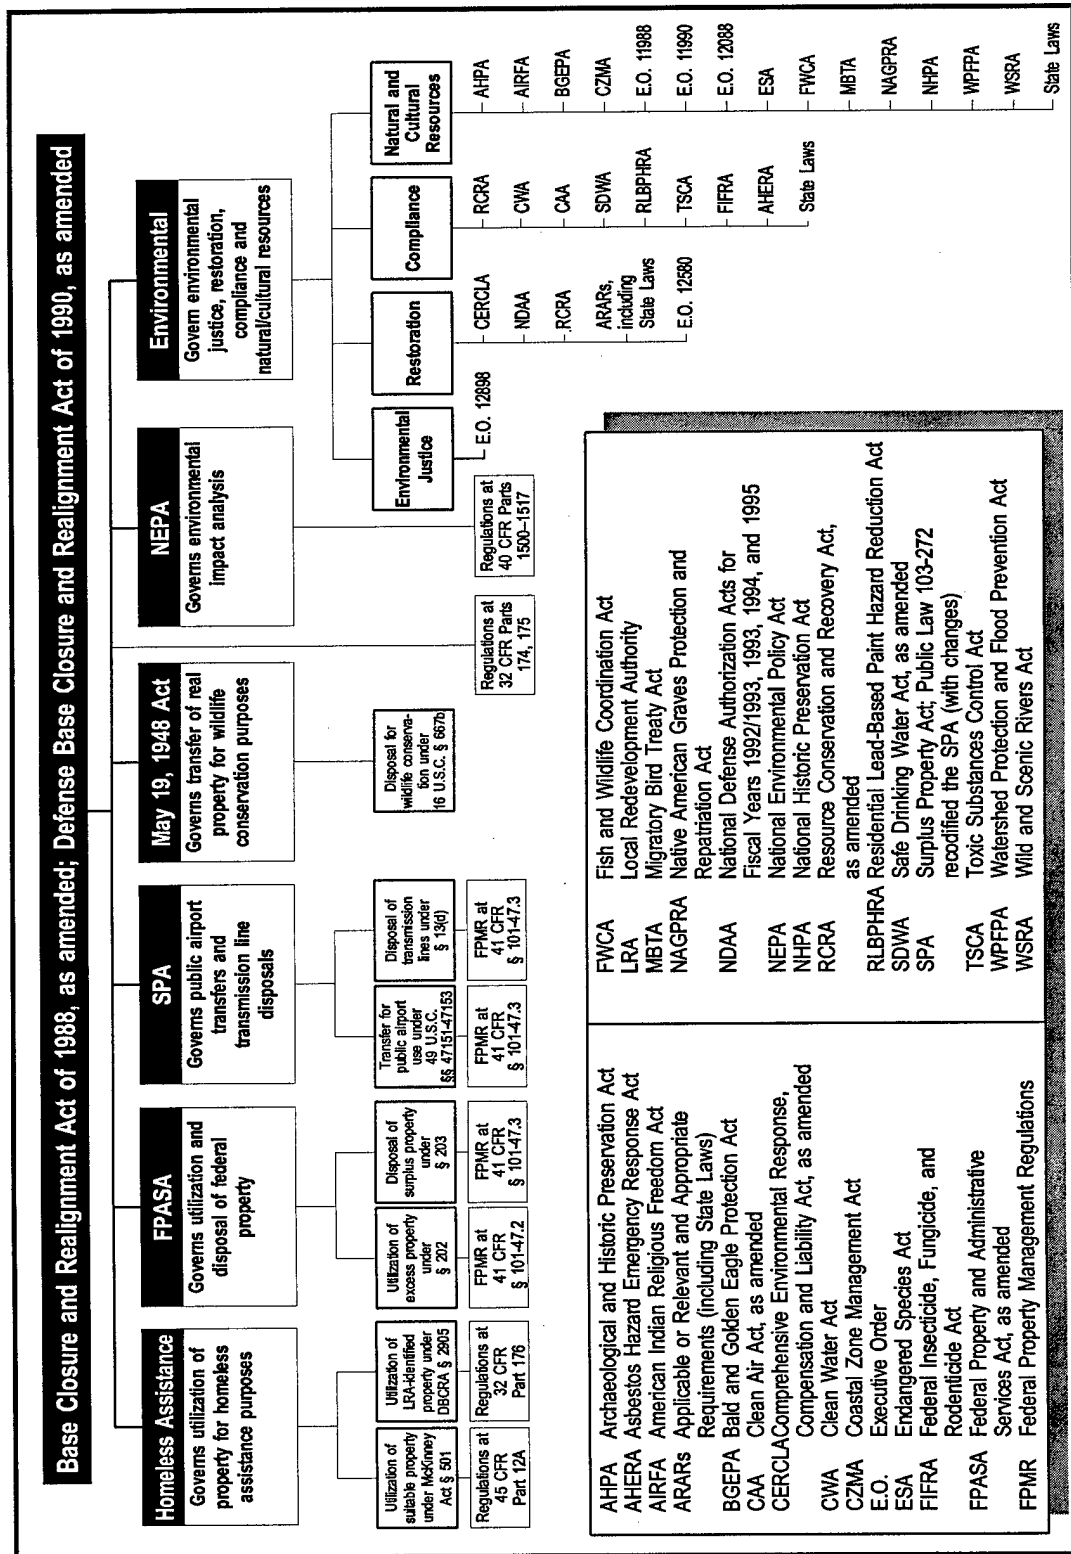 Base Closure and Realignment Act of 1988, as amended; Defense Base Closure and Realignment Act of 1990, as amended
Homeless Assistance
Governs utilization of
property for homeless
assistance purposes
Utilization of
suitable property
under McKinney
Act § 501
Regulations at
45 CFR
Part 12A
Utilization of
LRA-identified
property under
DBCRA § 2905
Regulations at
32 CFR
Part 176
FPASA
Governs utilization and
disposal of federal
property
Utilization of
excess property
under
§ 202
FPMR at
41 CFR
§ 101-47.2
Disposal of
surplus property
under
§ 203
FPMR at
41 CFR
§ 101-47.3
SPA
Governs public airport
transfers and
transmission line
disposals
Transfer for
public airport
use under
49 U.S.C.
§§ 47151-47153
FPMR at
41 CFR
§ 101-47.3
Disposal of
transmission
lines under
§ 13(d)
FPMR at
41 CFR
§ 101-47.3
May 19, 1948 Act
Governs transfer of real
property for wildlife
conservation purposes
Disposal for
wildlife conserva-
tion under
16 U.S.C. § 667b
Regulations at
32 CFR Parts
174, 175
NEPA
Governs environmental
impact analysis
Regulations at
40 CFR Parts
1500–1517
Environmental
Govern environmental
justice, restoration,
compliance and
natural/cultural resources
Environmental
Justice
E.O. 12898
Restoration
CERCLA
NDAA
RCRA
ARARs,
including
State Laws
E.O. 12580
Compliance
RCRA
CWA
CAA
SDWA
RLBPHRA
TSCA
FIFRA
AHERA
State Laws
Natural and
Cultural
Resources
AHPA
AIRFA
BGEPA
CZMA
E.O. 11988
E.O. 11990
E.O. 12088
ESA
FWCA
MBTA
NAGPRA
NHPA
WPFPA
WSRA
State Laws
AHPA Archaeological and Historic Preservation Act
AHERA Asbestos Hazard Emergency Response Act
AIRFA American Indian Religious Freedom Act
ARARs Applicable or Relevant and Appropriate
Requirements (including State Laws)
BGEPA Bald and Golden Eagle Protection Act
CAA Clean Air Act, as amended
CERCLA Comprehensive Environmental Response,
Compensation and Liability Act, as amended
CWA Clean Water Act
CZMA Coastal Zone Management Act
E.O. Executive Order
ESA Endangered Species Act
FIFRA Federal Insecticide, Fungicide, and
Rodenticide Act
FPASA Federal Property and Administrative
Services Act, as amended
FPMR Federal Property Management Regulations
FWCA Fish and Wildlife Coordination Act
LRA Local Redevelopment Authority
MBTA Migratory Bird Treaty Act
NAGPRA Native American Graves Protection and
Repatriation Act
NDAA National Defense Authorization Acts for
Fiscal Years 1992/1993, 1993, 1994, and 1995
NEPA National Environmental Policy Act
NHPA National Historic Preservation Act
RCRA Resource Conservation and Recovery Act,
as amended
RLBPHRA Residential Lead-Based Paint Hazard Reduction Act
SDWA Safe Drinking Water Act, as amended
SPA Surplus Property Act; Public Law 103-272
recodified the SPA (with changes)
TSCA Toxic Substances Control Act
WPFPA Watershed Protection and Flood Prevention Act
WSRA Wild and Scenic Rivers Act